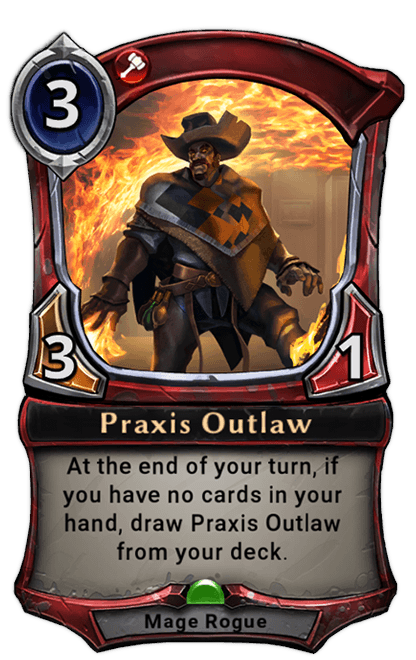 3
3
1
Praxis Outlaw
At the end of your turn, if
you have no cards in your
hand, draw Praxis Outlaw
from your deck.
Mage Rogue